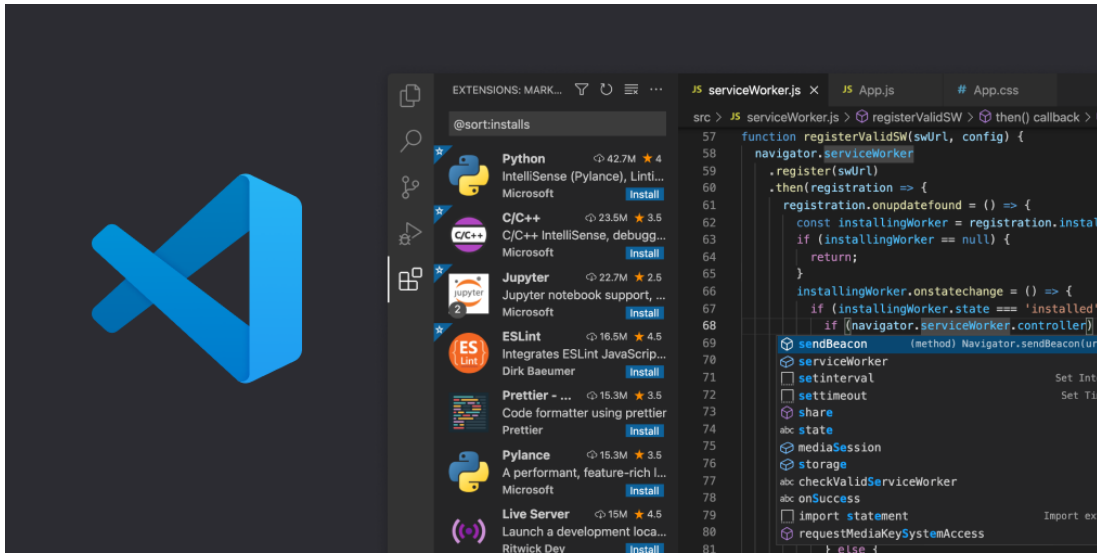 EXTENSIONS: MARK... ...
@sort:installs
Python 42.7M ★ 4
IntelliSense (Pylance), Linti...
Microsoft Install
C/C++
C/C++ 23.5M ★ 3.5
C/C++ IntelliSense, debugg...
Microsoft Install
jupyter
2
Jupyter 22.7M ★ 2.5
Jupyter notebook support, ...
Microsoft Install
ES
Lint
ESLint 16.5M ★ 4.5
Integrates ESLint JavaScrip...
Dirk Baeumer Install
Prettier - ... 15.3M ★ 3.5
Code formatter using prettier
Prettier Install
Pylance 15.3M ★ 3.5
A performant, feature-rich l...
Microsoft Install
Live Server 15M ★ 4.5
Launch a development loca...
Ritwick Dey Install
JS serviceWorker.js × JS App.js # App.css
src > JS serviceWorker.js > registerValidSW > then() callback >
57 function registerValidSW(swUrl, config) {
58 navigator.serviceWorker
59 .register(swUrl)
60 .then(registration => {
61 registration.onupdatefound = () => {
62 const installingWorker = registration.instal
63 if (installingWorker == null) {
64 return;
65 }
66 installingWorker.onstatechange = () => {
67 if (installingWorker.state === 'installed'
68 if (navigator.serviceWorker.controller)
69 sendBeacon (method) Navigator.sendBeacon(ur
70 serviceWorker
71 setinterval Set Int
72 settimeout Set Ti
73 share
74 abc state
75 mediaSession
76 storage
77 abc checkValidServiceWorker
78 abc onSuccess
79 import statement Import ex
80 requestMediaKeySystemAccess
81 } else {